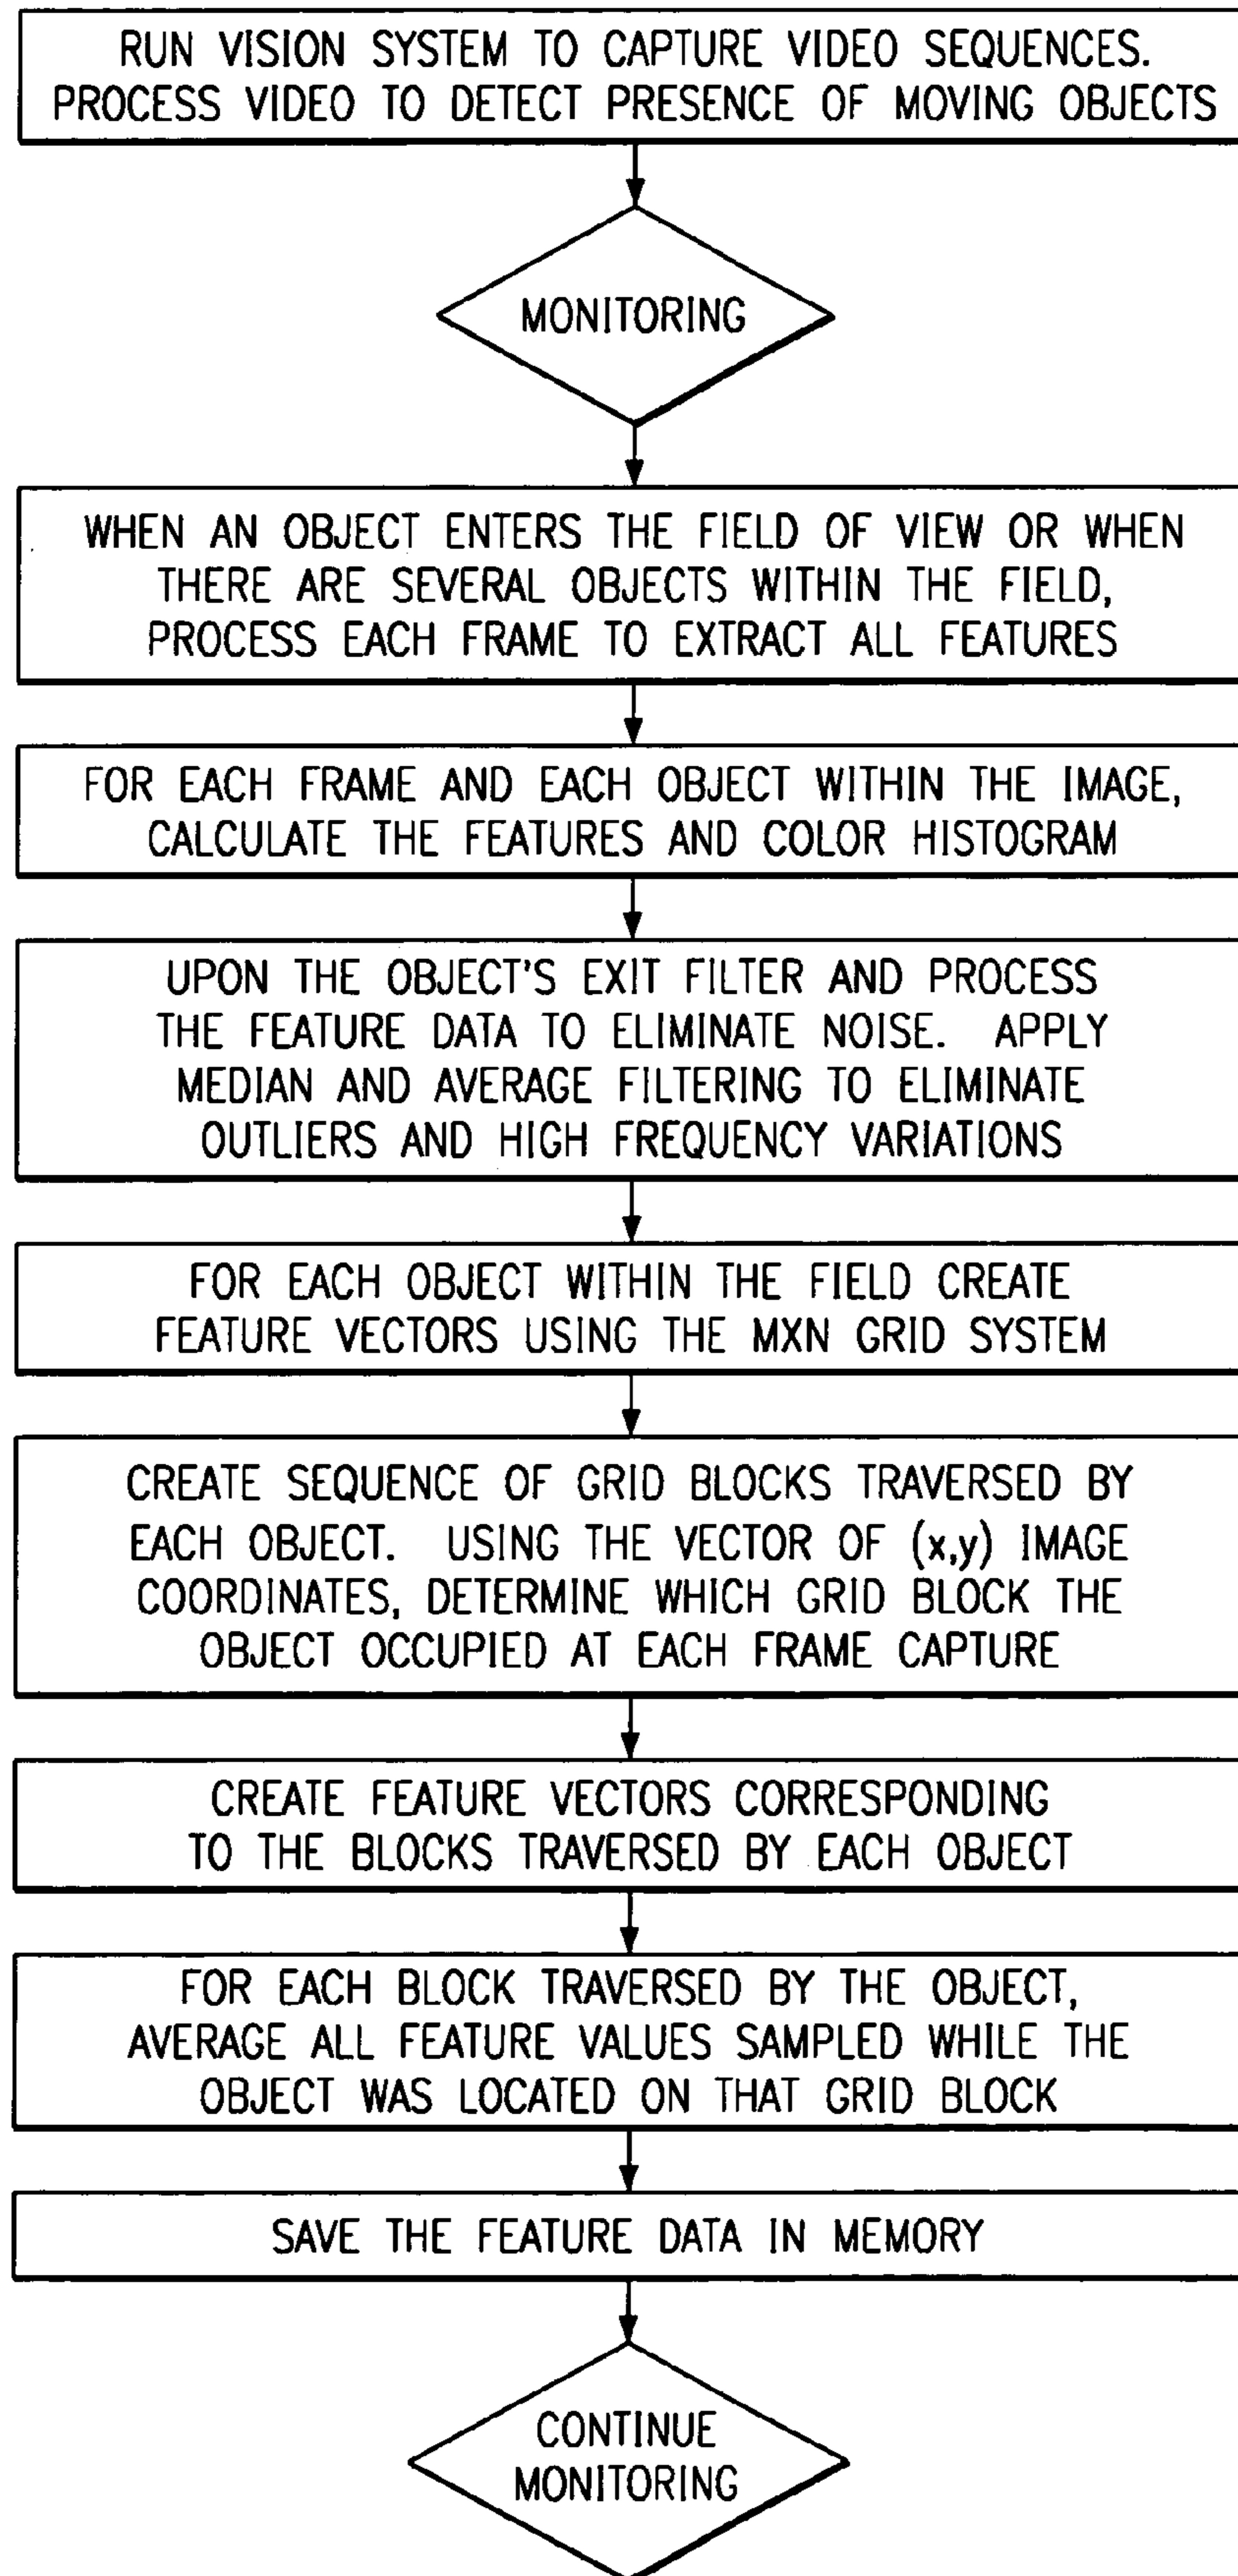 RUN VISION SYSTEM TO CAPTURE VIDEO SEQUENCES.
PROCESS VIDEO TO DETECT PRESENCE OF MOVING OBJECTS
MONITORING
WHEN AN OBJECT ENTERS THE FIELD OF VIEW OR WHEN
THERE ARE SEVERAL OBJECTS WITHIN THE FIELD,
PROCESS EACH FRAME TO EXTRACT ALL FEATURES
FOR EACH FRAME AND EACH OBJECT WITHIN THE IMAGE,
CALCULATE THE FEATURES AND COLOR HISTOGRAM
UPON THE OBJECT'S EXIT FILTER AND PROCESS
THE FEATURE DATA TO ELIMINATE NOISE. APPLY
MEDIAN AND AVERAGE FILTERING TO ELIMINATE
OUTLIERS AND HIGH FREQUENCY VARIATIONS
FOR EACH OBJECT WITHIN THE FIELD CREATE
FEATURE VECTORS USING THE MXN GRID SYSTEM
CREATE SEQUENCE OF GRID BLOCKS TRAVERSED BY
EACH OBJECT. USING THE VECTOR OF (x,y) IMAGE
COORDINATES, DETERMINE WHICH GRID BLOCK THE
OBJECT OCCUPIED AT EACH FRAME CAPTURE
CREATE FEATURE VECTORS CORRESPONDING
TO THE BLOCKS TRAVERSED BY EACH OBJECT
FOR EACH BLOCK TRAVERSED BY THE OBJECT,
AVERAGE ALL FEATURE VALUES SAMPLED WHILE THE
OBJECT WAS LOCATED ON THAT GRID BLOCK
SAVE THE FEATURE DATA IN MEMORY
CONTINUE
MONITORING